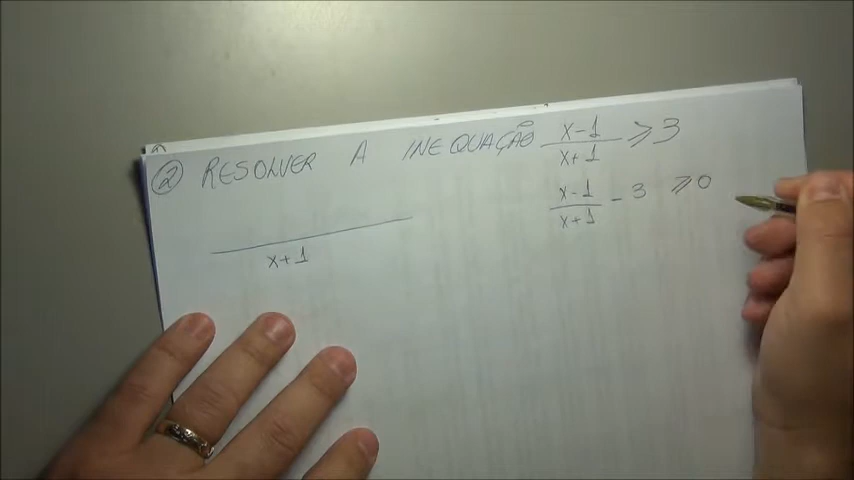 ② RESOLVER A INEQUAÇÃO x-1/x+1 ⩾ 3
x-1/x+1 - 3 ⩾ 0
/x+1